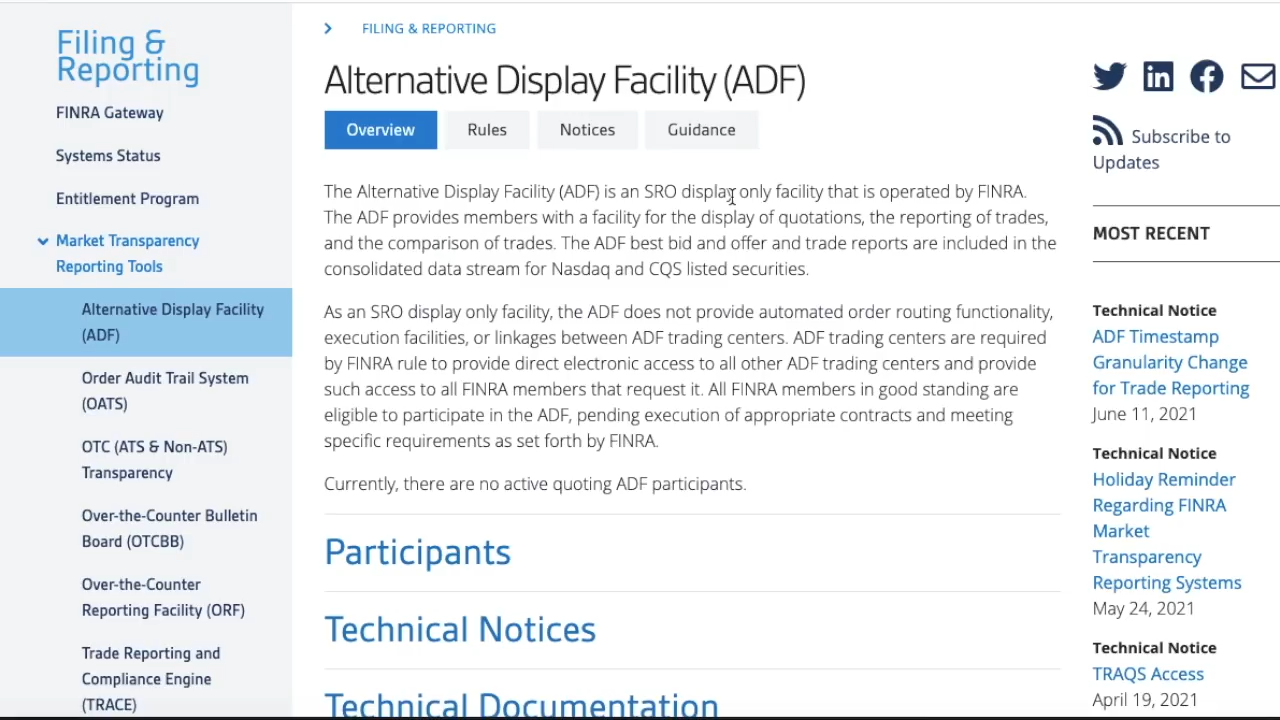 Filing &
Reporting
FINRA Gateway
Systems Status
Entitlement Program
Market Transparency
Reporting Tools
Alternative Display Facility
(ADF)
Order Audit Trail System
(OATS)
OTC (ATS & Non-ATS)
Transparency
Over-the-Counter Bulletin
Board (OTCBB)
Over-the-Counter
Reporting Facility (ORF)
Trade Reporting and
Compliance Engine
(TRACE)
FILING & REPORTING
Alternative Display Facility (ADF)
Overview
Rules
Notices
Guidance
The Alternative Display Facility (ADF) is an SRO display only facility that is operated by FINRA.
The ADF provides members with a facility for the display of quotations, the reporting of trades,
and the comparison of trades. The ADF best bid and offer and trade reports are included in the
consolidated data stream for Nasdaq and CQS listed securities.
As an SRO display only facility, the ADF does not provide automated order routing functionality,
execution facilities, or linkages between ADF trading centers. ADF trading centers are required
by FINRA rule to provide direct electronic access to all other ADF trading centers and provide
such access to all FINRA members that request it. All FINRA members in good standing are
eligible to participate in the ADF, pending execution of appropriate contracts and meeting
specific requirements as set forth by FINRA.
Currently, there are no active quoting ADF participants.
Participants
Technical Notices
Technical Documentation
Subscribe to
Updates
MOST RECENT
Technical Notice
ADF Timestamp
Granularity Change
for Trade Reporting
June 11, 2021
Technical Notice
Holiday Reminder
Regarding FINRA
Market
Transparency
Reporting Systems
May 24, 2021
Technical Notice
TRAQS Access
April 19, 2021